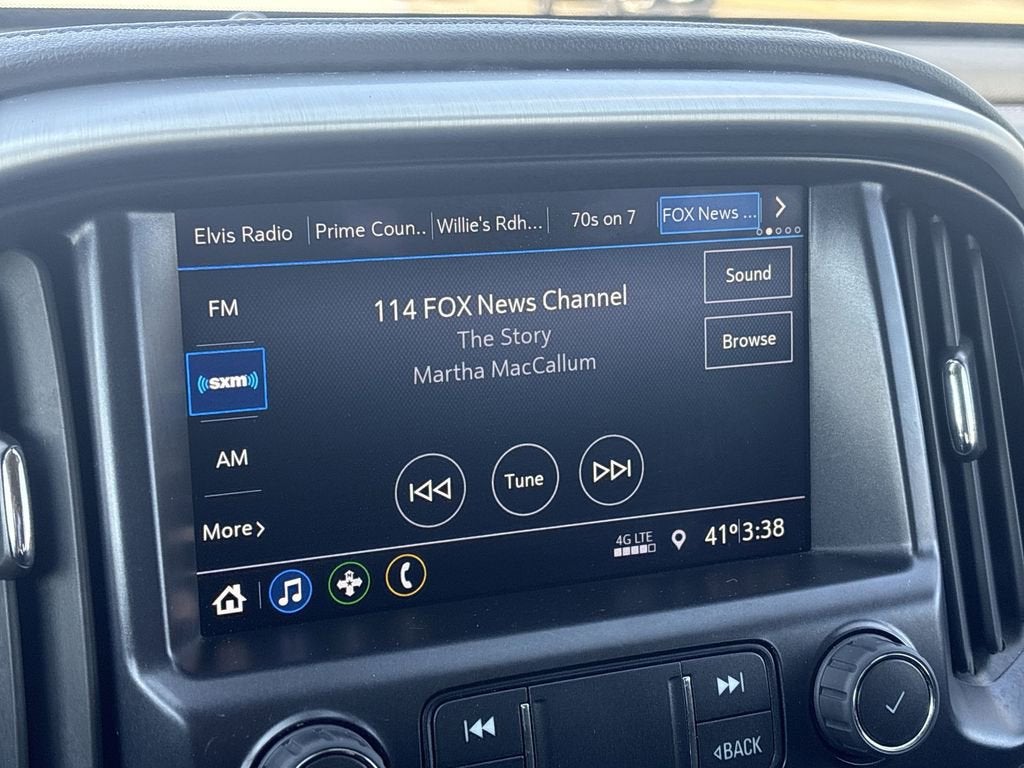 Elvis Radio
Prime Coun..
Willie's Rdh...
70s on 7
FOX News ...
FM
114 FOX News Channel
Sound
The Story
Browse
Martha MacCallum
((sxm))
AM
Tune
More
4G LTE
41° 3:38
BACK